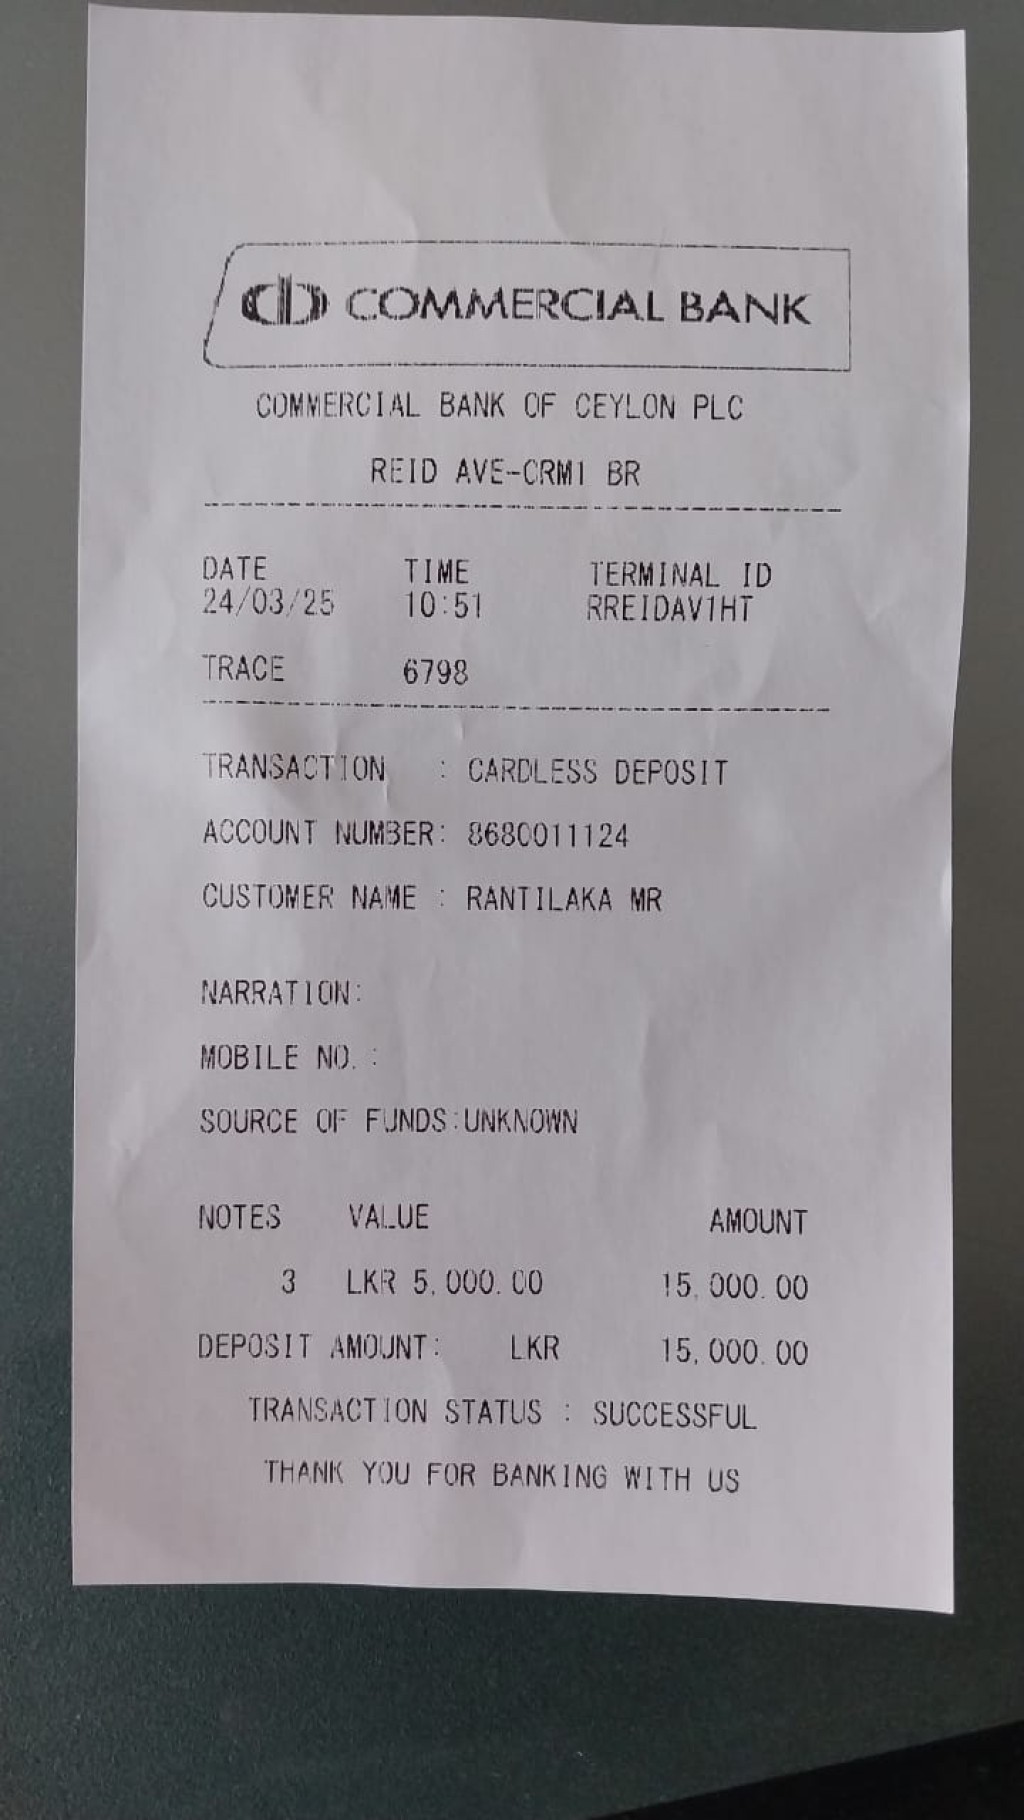 COMMERCIAL BANK
COMMERCIAL BANK OF CEYLON PLC
REID AVE-CRM1 BR
DATE TIME TERMINAL ID
24/03/25 10:51 RREIDAV1HT
TRACE 6798
TRANSACTION : CARDLESS DEPOSIT
ACCOUNT NUMBER: 8680011124
CUSTOMER NAME : RANTILAKA MR
NARRATION:
MOBILE NO. :
SOURCE OF FUNDS:UNKNOWN
NOTES VALUE AMOUNT
3 LKR 5,000.00 15,000.00
DEPOSIT AMOUNT: LKR 15,000.00
TRANSACTION STATUS : SUCCESSFUL
THANK YOU FOR BANKING WITH US